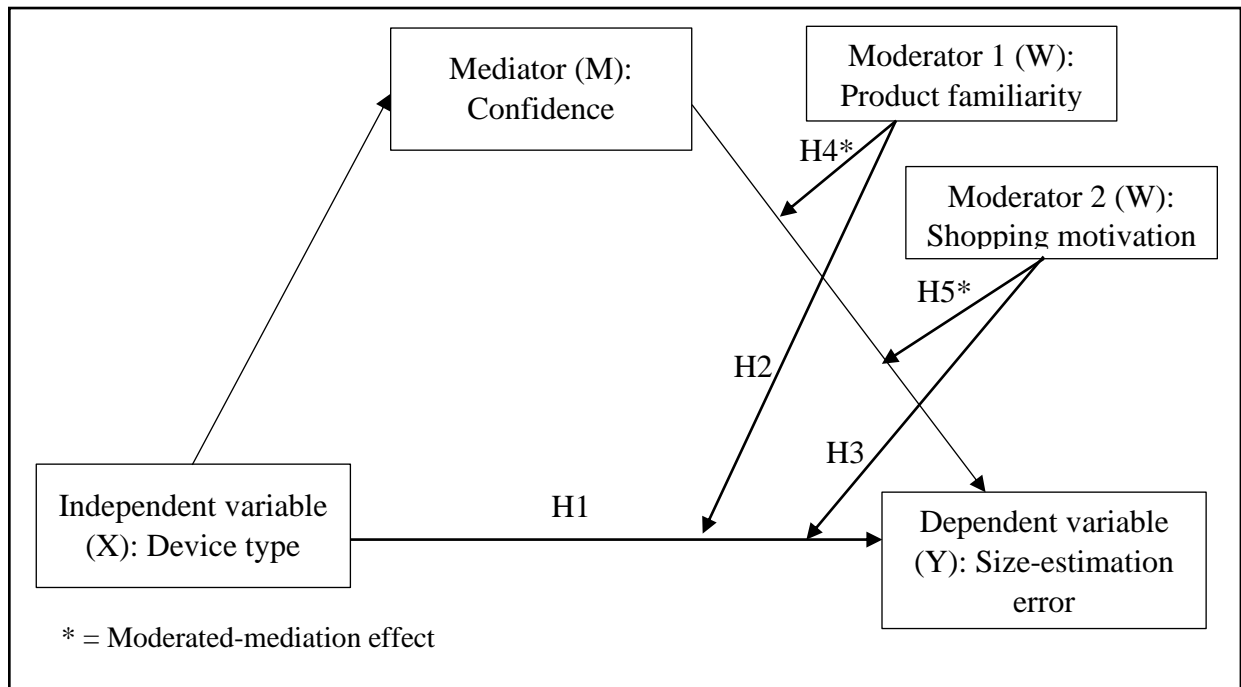 Mediator (M):
Confidence
Moderator 1 (W):
Product familiarity
H4*
Moderator 2 (W):
Shopping motivation
H5*
H2
H3
Independent variable
(X): Device type
H1
Dependent variable
(Y): Size-estimation
error
* = Moderated-mediation effect